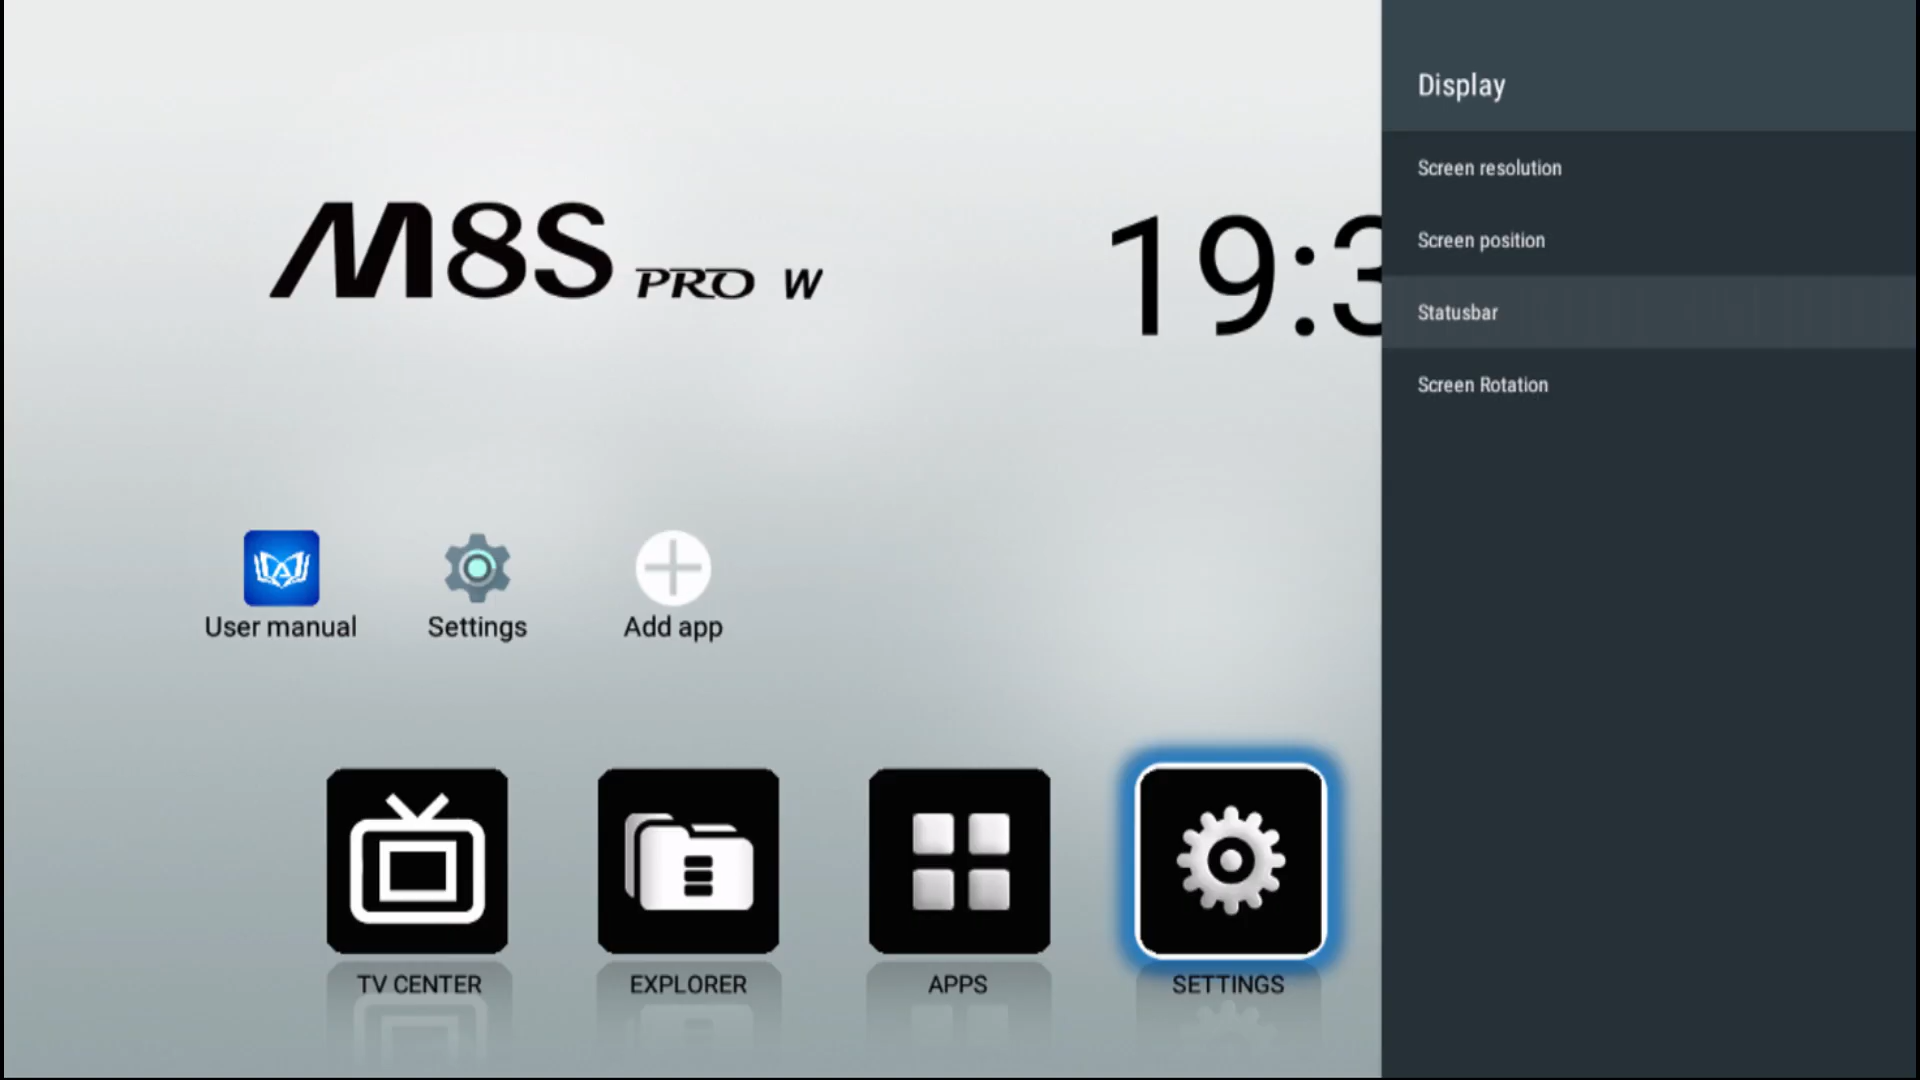 M8S PRO W
19:3
User manual
Settings
Add app
TV CENTER
EXPLORER
APPS
SETTINGS
Display
Screen resolution
Screen position
Statusbar
Screen Rotation